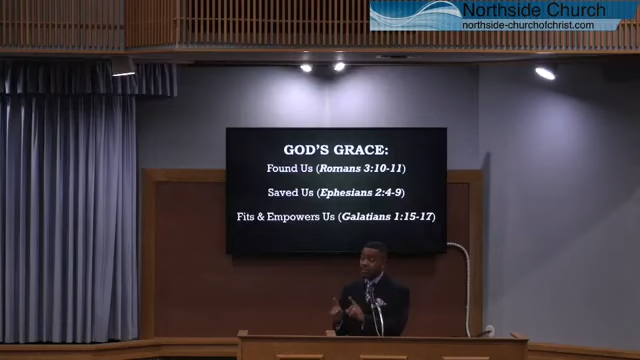 Northside Church
northside-churchofchrist.com
GOD'S GRACE:
Found Us (Romans 3:10-11)
Saved Us (Ephesians 2:4-9)
Fits & Empowers Us (Galatians 1:15-17)